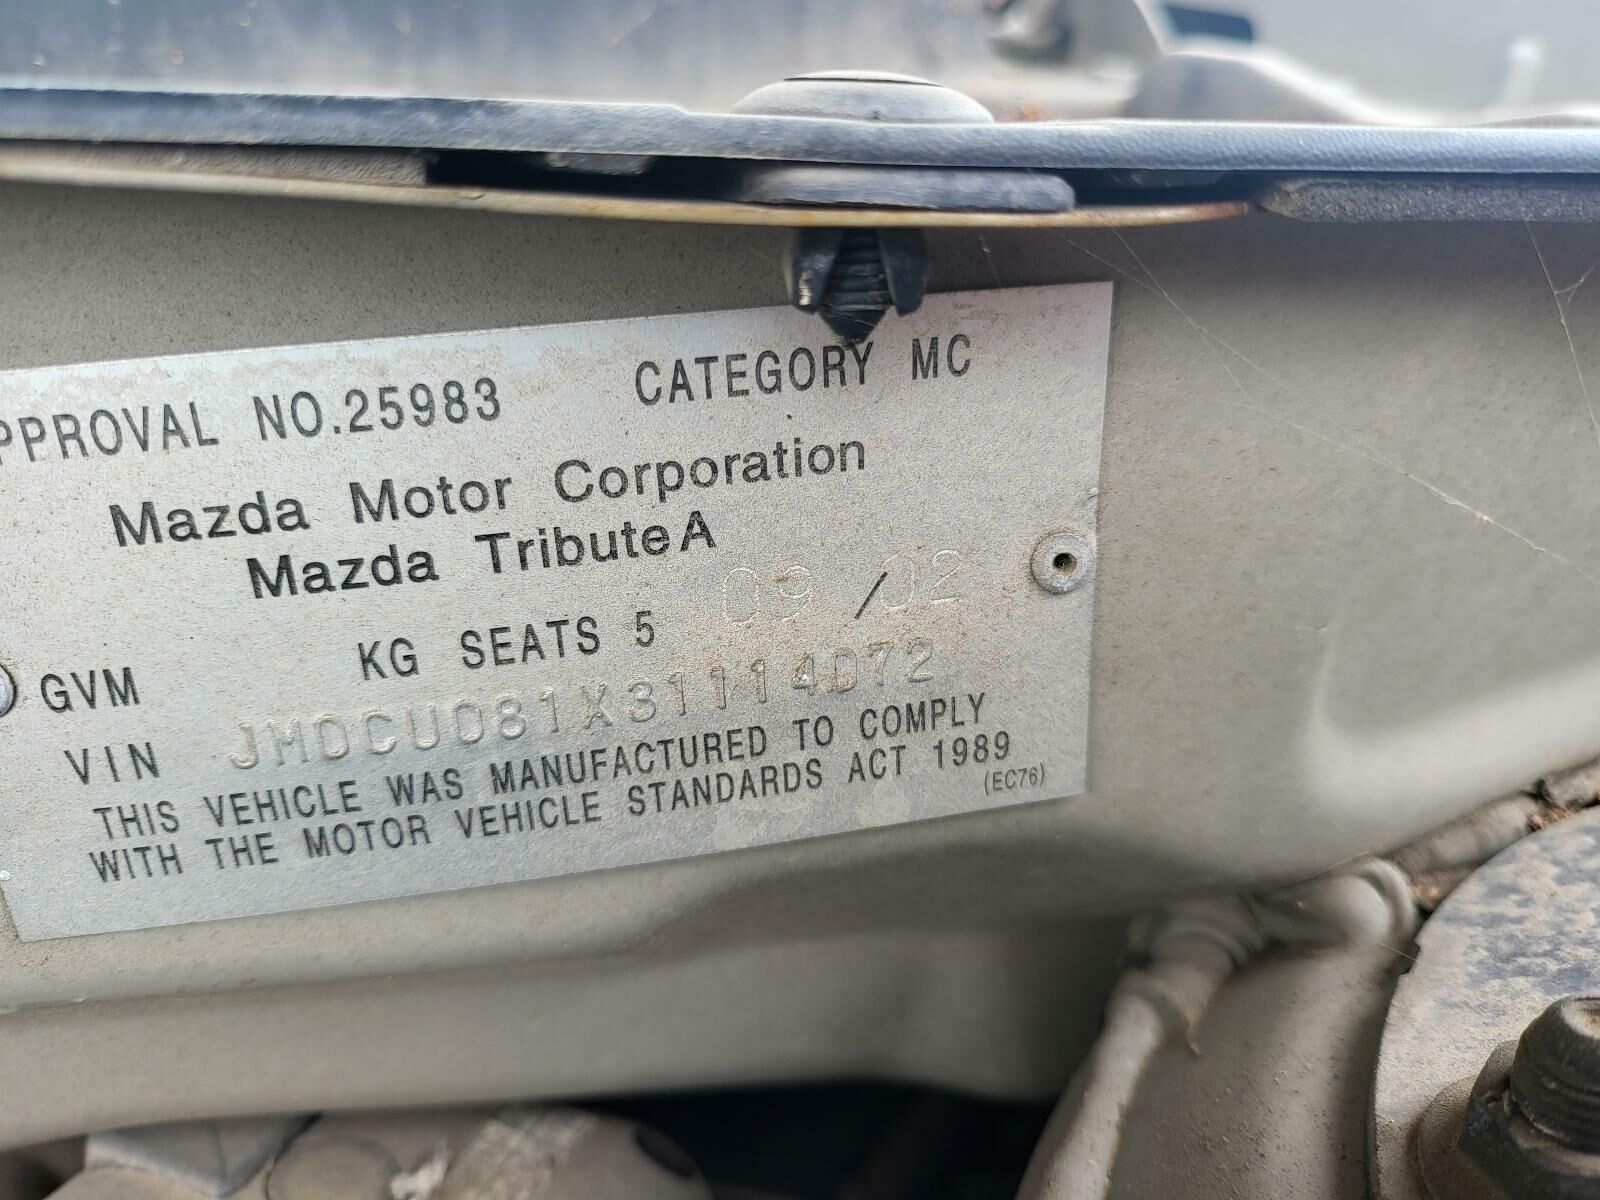 APPROVAL NO.25983 CATEGORY MC
Mazda Motor Corporation
Mazda TributeA
09 /02
GVM KG SEATS 5
VIN JM0CU081X31114072
THIS VEHICLE WAS MANUFACTURED TO COMPLY
WITH THE MOTOR VEHICLE STANDARDS ACT 1989
(EC76)